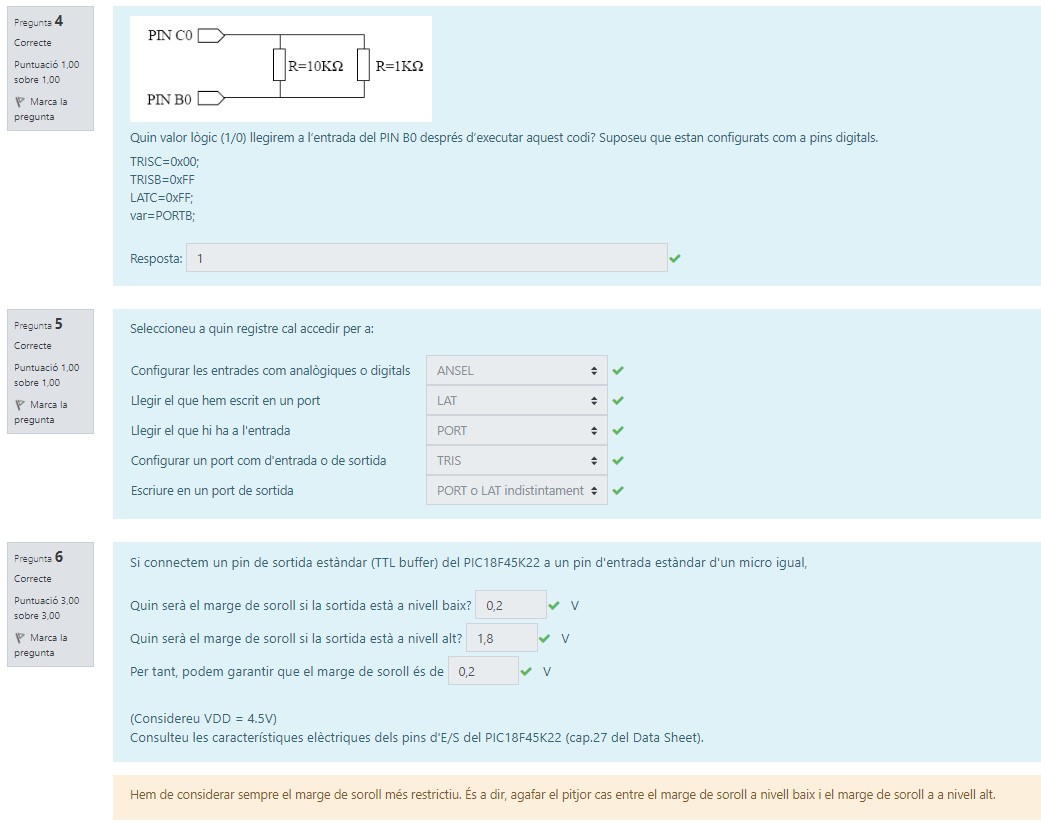 Pregunta 4
Correcte
Puntuació 1,00
sobre 1,00
Marca la
pregunta
PIN C0
R=10KΩ
R=1KΩ
PIN B0
Quin valor lògic (1/0) llegirem a l'entrada del PIN B0 després d'executar aquest codi? Suposeu que estan configurats com a pins digitals.
TRISC=0x00;
TRISB=0xFF
LATC=0xFF;
var=PORTB;
Resposta: 1
Pregunta 5
Correcte
Puntuació 1,00
sobre 1,00
Marca la
pregunta
Seleccioneu a quin registre cal accedir per a:
Configurar les entrades com analògiques o digitals ANSEL
Llegir el que hem escrit en un port LAT
Llegir el que hi ha a l'entrada PORT
Configurar un port com d'entrada o de sortida TRIS
Escriure en un port de sortida PORT o LAT indistintament
Pregunta 6
Correcte
Puntuació 3,00
sobre 3,00
Marca la
pregunta
Si connectem un pin de sortida estàndar (TTL buffer) del PIC18F45K22 a un pin d'entrada estàndar d'un micro igual,
Quin serà el marge de soroll si la sortida està a nivell baix? 0,2 V
Quin serà el marge de soroll si la sortida està a nivell alt? 1,8 V
Per tant, podem garantir que el marge de soroll és de 0,2 V
(Considereu VDD = 4.5V)
Consulteu les característiques elèctriques dels pins d'E/S del PIC18F45K22 (cap.27 del Data Sheet).
Hem de considerar sempre el marge de soroll més restrictiu. És a dir, agafar el pitjor cas entre el marge de soroll a nivell baix i el marge de soroll a a nivell alt.